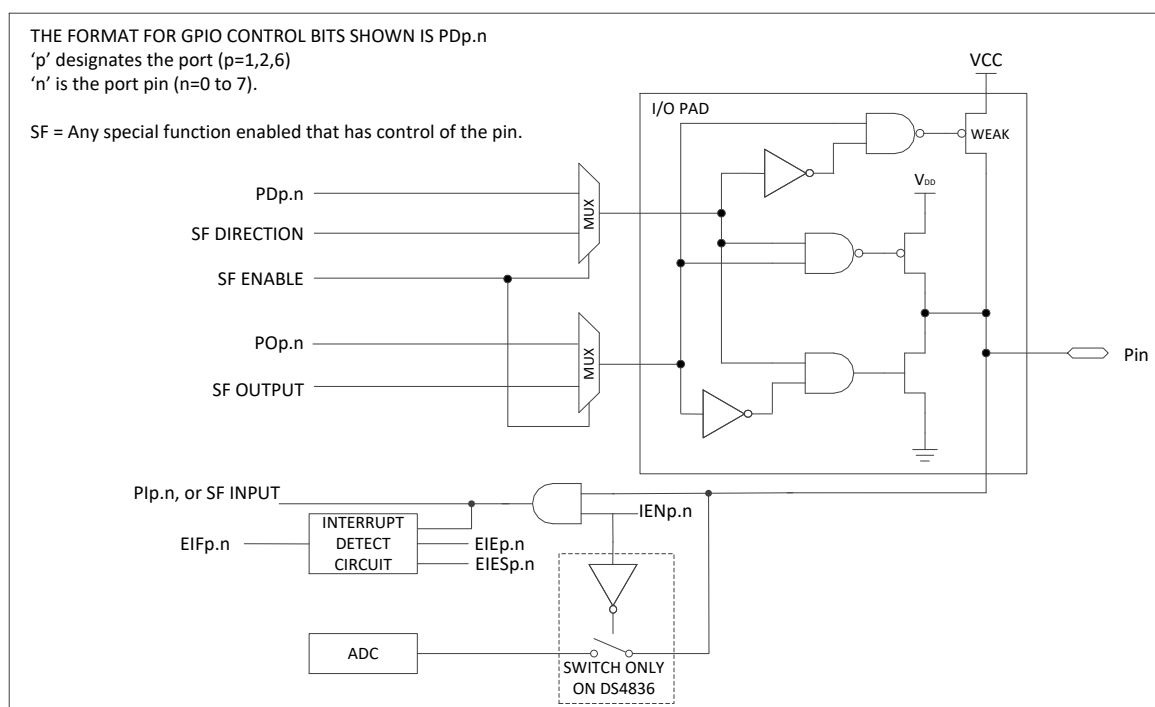 THE FORMAT FOR GPIO CONTROL BITS SHOWN IS PDp.n
‘p’ designates the port (p=1,2,6)
‘n’ is the port pin (n=0 to 7).
SF = Any special function enabled that has control of the pin.
VCC
I/O PAD
WEAK
PDp.n
MUX
VDD
SF DIRECTION
SF ENABLE
POp.n
MUX
Pin
SF OUTPUT
PIp.n, or SF INPUT
IENp.n
INTERRUPT
DETECT
CIRCUIT
EIFp.n
EIEp.n
EIESp.n
ADC
SWITCH ONLY
ON DS4836